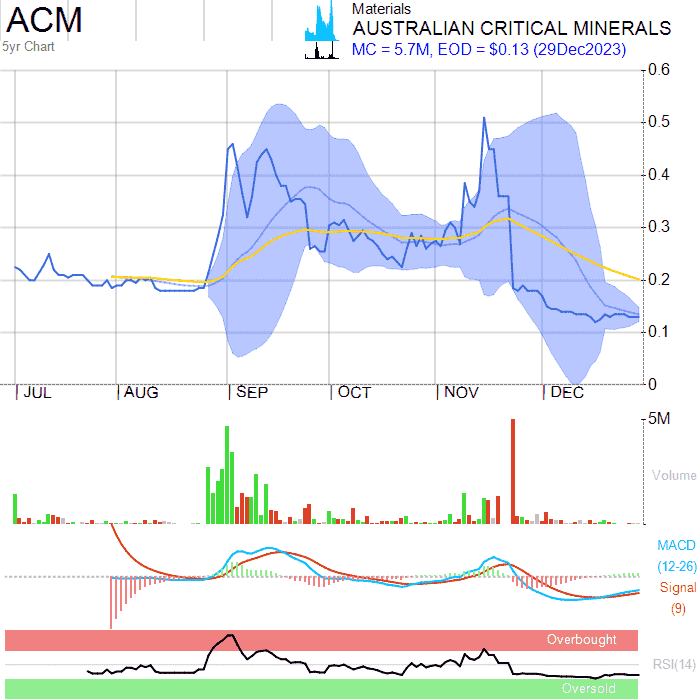 ACM
5yr Chart
Materials
AUSTRALIAN CRITICAL MINERALS
MC = 5.7M, EOD = $0.13 (29Dec2023)
0.6
0.5
0.4
0.3
0.2
0.1
0
JUL AUG SEP OCT NOV DEC
5M
Volume
MACD
(12-26)
Signal
(9)
Overbought
RSI(14)
Oversold